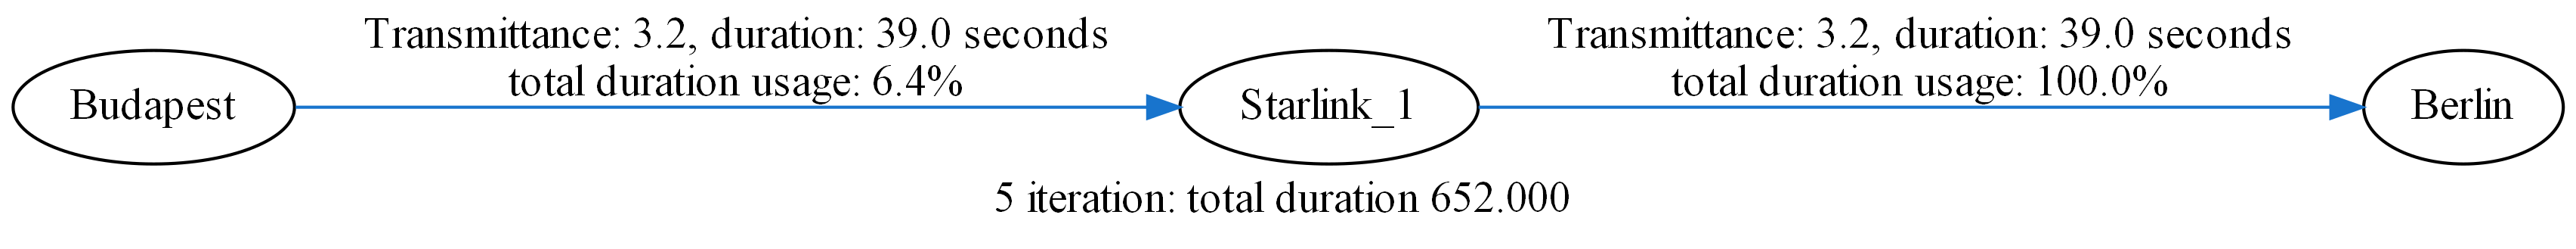 Budapest
Transmittance: 3.2, duration: 39.0 seconds
total duration usage: 6.4%
Starlink_1
Transmittance: 3.2, duration: 39.0 seconds
total duration usage: 100.0%
Berlin
5 iteration: total duration 652.000